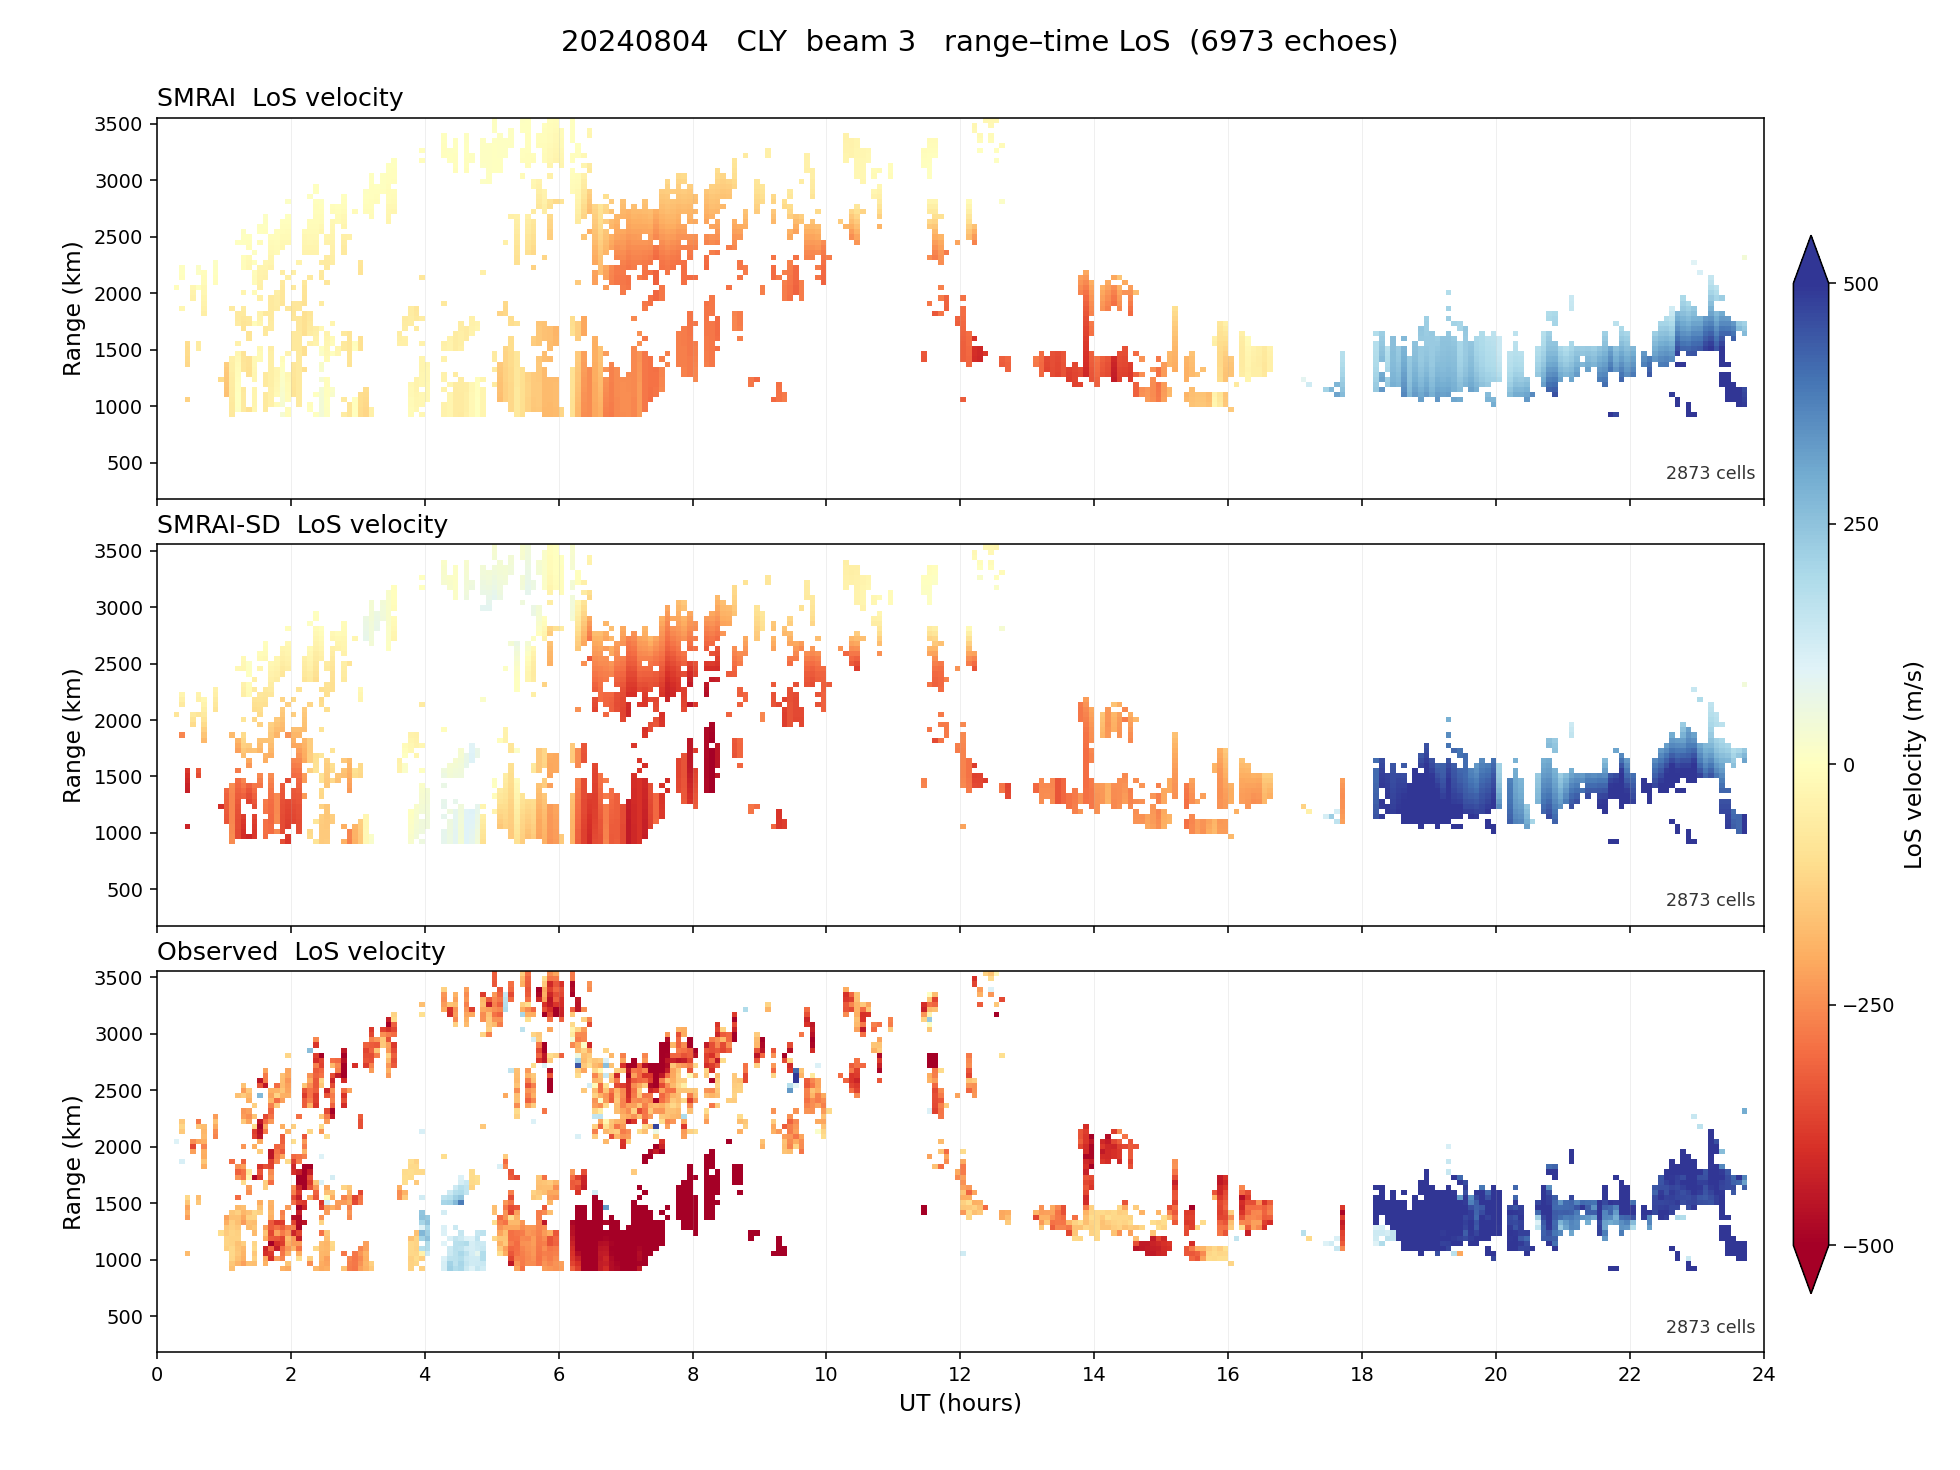 20240804   CLY  beam 3   range–time LoS  (6973 echoes)
SMRAI  LoS velocity
3500
3000
2500
2000
1500
1000
500
Range (km)
2873 cells
SMRAI-SD  LoS velocity
3500
3000
2500
2000
1500
1000
500
Range (km)
2873 cells
Observed  LoS velocity
3500
3000
2500
2000
1500
1000
500
Range (km)
2873 cells
0 2 4 6 8 10 12 14 16 18 20 22 24
UT (hours)
500
250
0
−250
−500
LoS velocity (m/s)